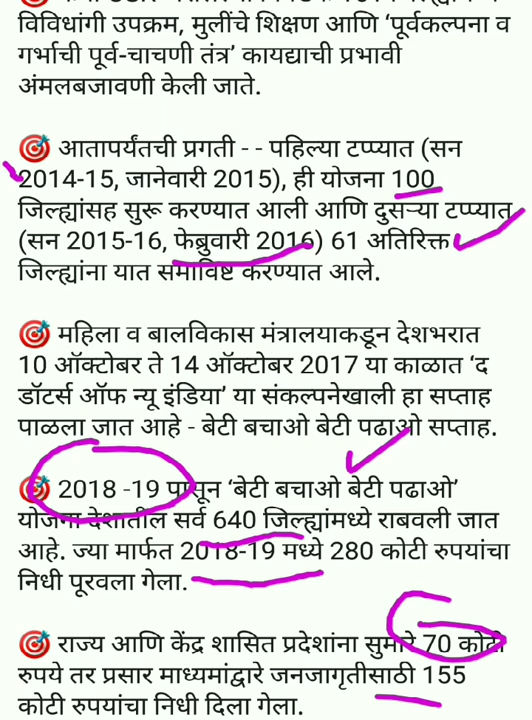 विविधांगी उपक्रम, मुलींचे शिक्षण आणि ‘पूर्वकल्पना व
गर्भाची पूर्व-चाचणी तंत्र’ कायद्याची प्रभावी
अंमलबजावणी केली जाते.
🎯 आतापर्यंतची प्रगती - - पहिल्या टप्प्यात (सन
2014-15, जानेवारी 2015), ही योजना 100
जिल्ह्यांसह सुरू करण्यात आली आणि दुसऱ्या टप्प्यात
(सन 2015-16, फेब्रुवारी 2016) 61 अतिरिक्त
जिल्ह्यांना यात समाविष्ट करण्यात आले.
🎯 महिला व बालविकास मंत्रालयाकडून देशभरात
10 ऑक्टोबर ते 14 ऑक्टोबर 2017 या काळात ‘द
डॉटर्स ऑफ न्यू इंडिया’ या संकल्पनेखाली हा सप्ताह
पाळला जात आहे - बेटी बचाओ बेटी पढाओ सप्ताह.
🎯 2018 -19 पासून ‘बेटी बचाओ बेटी पढाओ’
योजना देशातील सर्व 640 जिल्ह्यांमध्ये राबवली जात
आहे. ज्या मार्फत 2018-19 मध्ये 280 कोटी रुपयांचा
निधी पूरवला गेला.
🎯 राज्य आणि केंद्र शासित प्रदेशांना सुमारे 70 कोटी
रुपये तर प्रसार माध्यमांद्वारे जनजागृतीसाठी 155
कोटी रुपयांचा निधी दिला गेला.